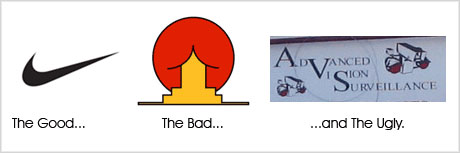 ADVANCED
VISION
SURVEILLANCE
The Good...
The Bad...
...and The Ugly.